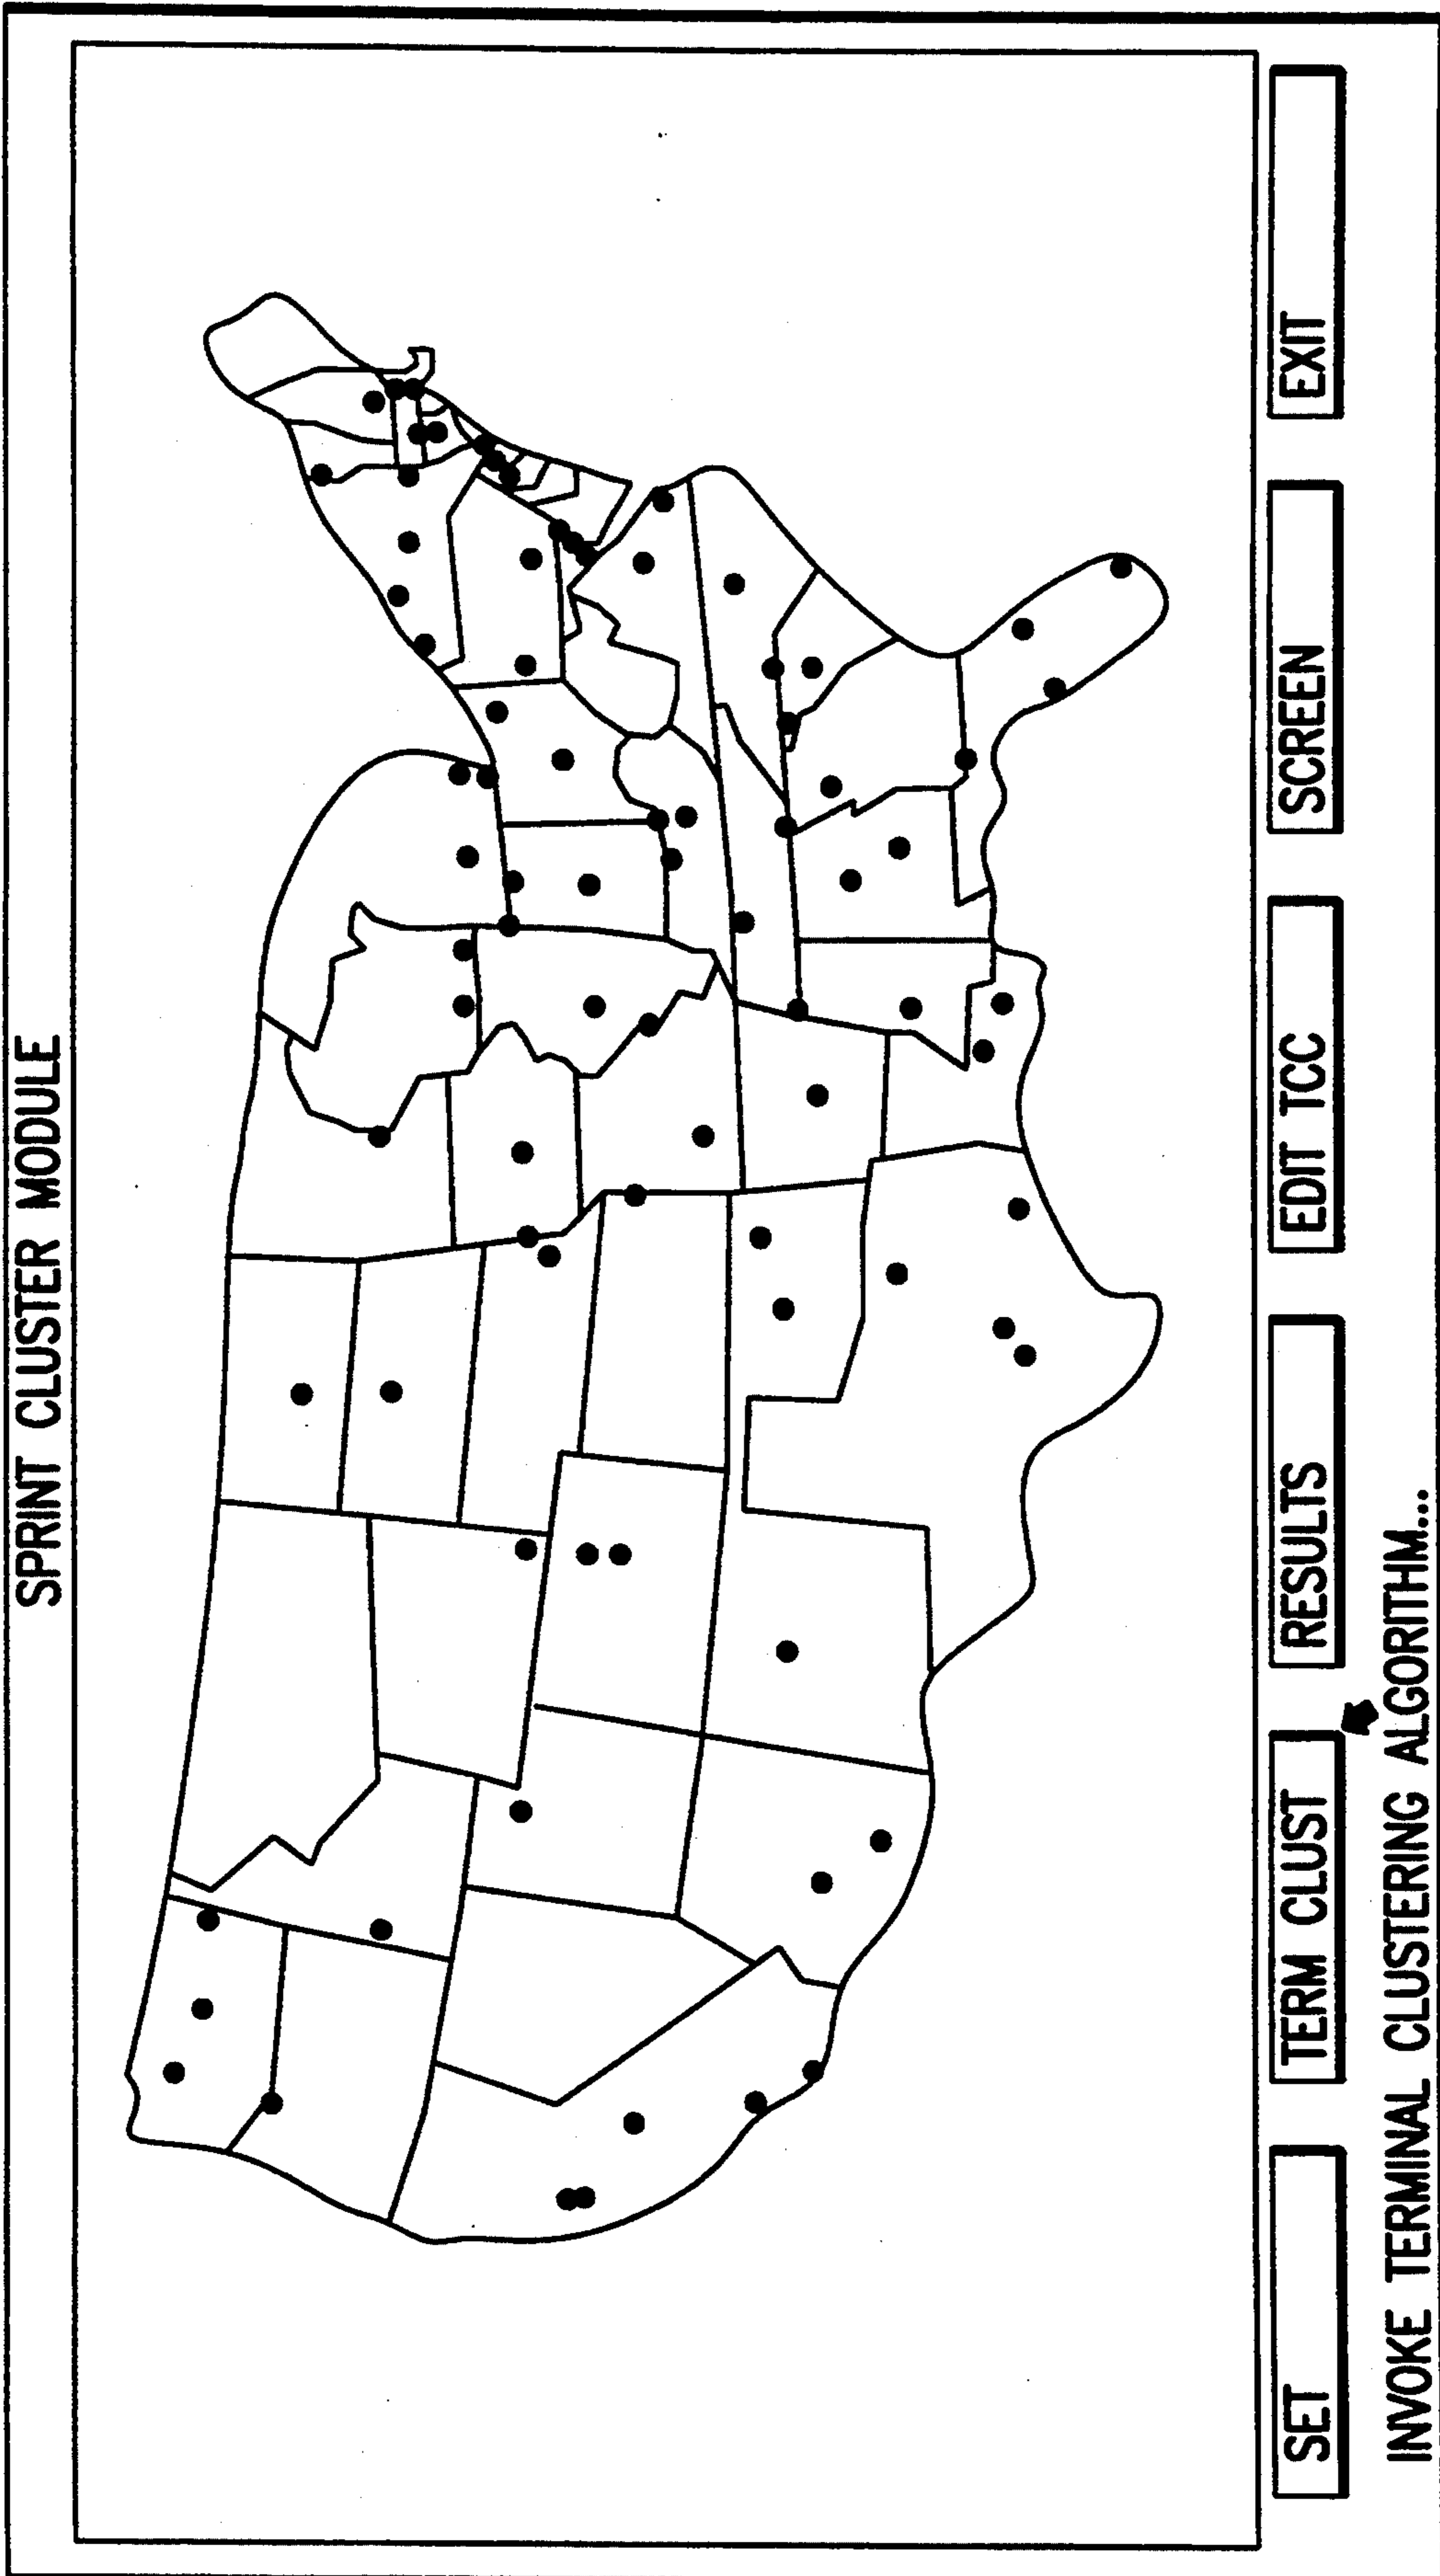 SPRINT CLUSTER MODULE
SET TERM CLUST RESULTS EDIT TCC SCREEN EXIT
INVOKE TERMINAL CLUSTERING ALGORITHM...